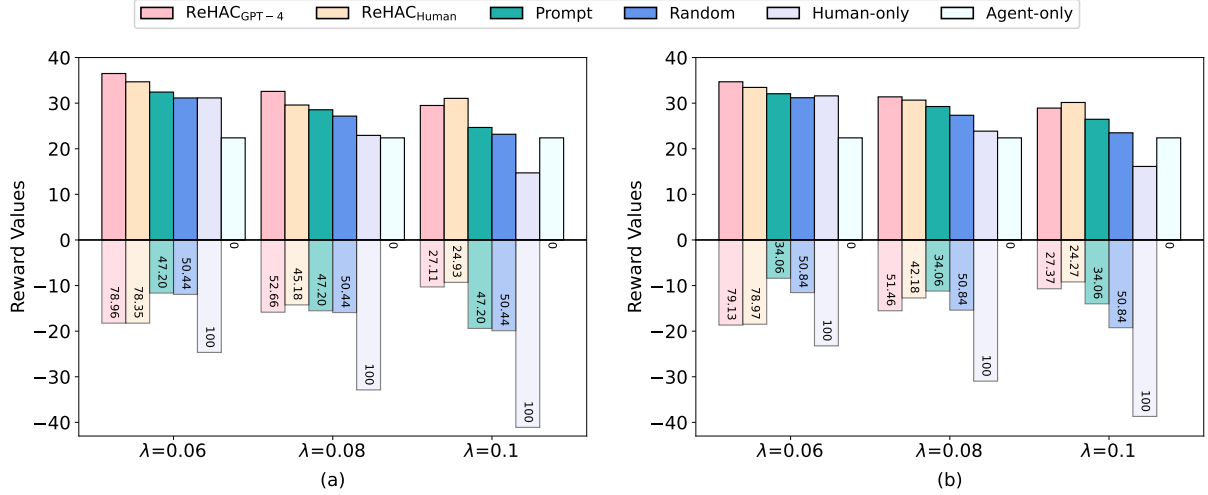 ReHAC_GPT−4 ReHAC_Human Prompt Random Human-only Agent-only
Reward Values
40
30
20
10
0
−10
−20
−30
−40
78.96 78.35 47.20 50.44 100 0
52.66 45.18 47.20 50.44 100 0
27.11 24.93 47.20 50.44 100 0
λ=0.06 λ=0.08 λ=0.1
(a)
Reward Values
40
30
20
10
0
−10
−20
−30
−40
79.13 78.97 34.06 50.84 100 0
51.46 42.18 34.06 50.84 100 0
27.37 24.27 34.06 50.84 100 0
λ=0.06 λ=0.08 λ=0.1
(b)